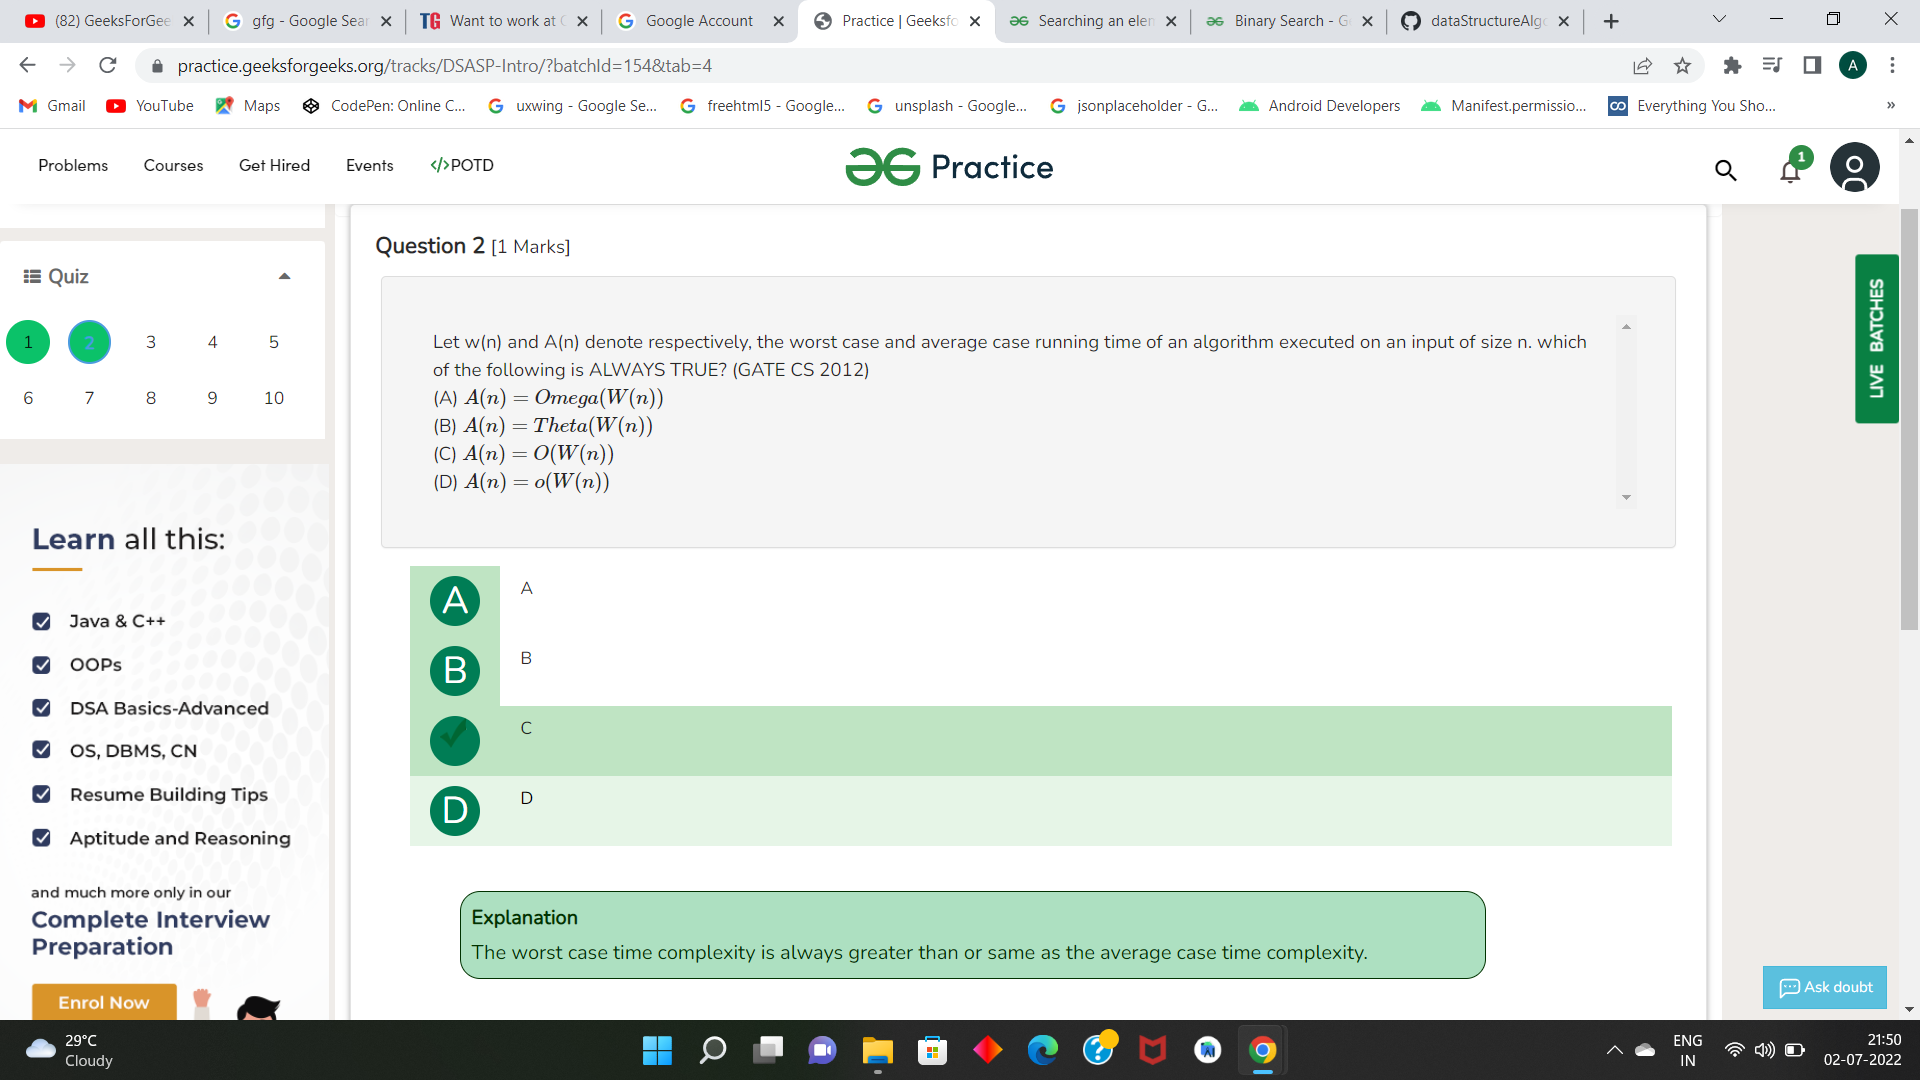 (82) GeeksForGee
gfg - Google Sear
Want to work at
Google Account
Practice | Geeksfo
Searching an elem
Binary Search - G
dataStructureAlgo
practice.geeksforgeeks.org/tracks/DSASP-Intro/?batchId=154&tab=4
A
Gmail
YouTube
Maps
CodePen: Online C...
uxwing - Google Se...
freehtml5 - Google...
unsplash - Google...
jsonplaceholder - G...
Android Developers
Manifest.permissio...
Everything You Sho...
»
Problems
Courses
Get Hired
Events
</>POTD
Practice
1
Quiz
1 2 3 4 5
6 7 8 9 10
Learn all this:
Java & C++
OOPs
DSA Basics-Advanced
OS, DBMS, CN
Resume Building Tips
Aptitude and Reasoning
and much more only in our
Complete Interview
Preparation
Enrol Now
Question 2 [1 Marks]
Let w(n) and A(n) denote respectively, the worst case and average case running time of an algorithm executed on an input of size n. which
of the following is ALWAYS TRUE? (GATE CS 2012)
(A) A(n) = Omega(W(n))
(B) A(n) = Theta(W(n))
(C) A(n) = O(W(n))
(D) A(n) = o(W(n))
A A
B B
C
D D
Explanation
The worst case time complexity is always greater than or same as the average case time complexity.
LIVE BATCHES
Ask doubt
29°C
Cloudy
ENG
IN
21:50
02-07-2022